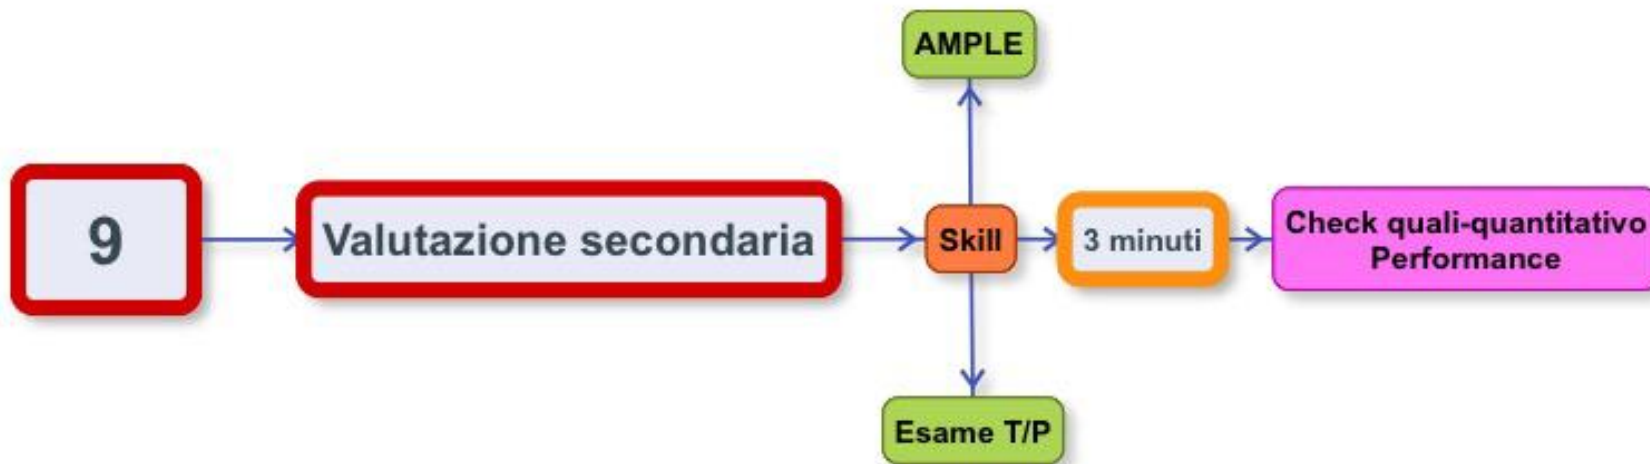 AMPLE
9
Valutazione secondaria
Skill
3 minuti
Check quali-quantitativo
Performance
Esame T/P